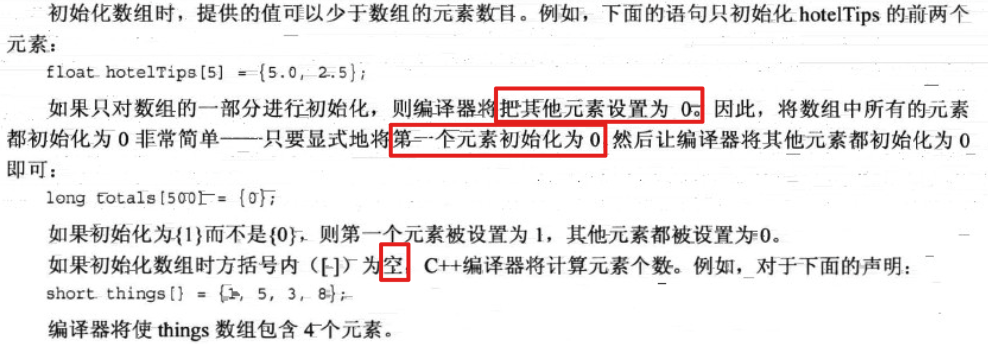 初始化数组时，提供的值可以少于数组的元素数目。例如，下面的语句只初始化 hotelTips 的前两个
元素：
float hotelTips[5] = {5.0, 2.5};
如果只对数组的一部分进行初始化，则编译器将把其他元素设置为 0。因此，将数组中所有的元素
都初始化为 0 非常简单——只要显式地将第一个元素初始化为 0，然后让编译器将其他元素都初始化为 0
即可：
long totals[500] = {0};
如果初始化为{1}而不是{0}，则第一个元素被设置为 1，其他元素都被设置为 0。
如果初始化数组时方括号内（[ ]）为空，C++编译器将计算元素个数。例如，对于下面的声明：
short things[] = {1, 5, 3, 8};
编译器将使 things 数组包含 4 个元素。